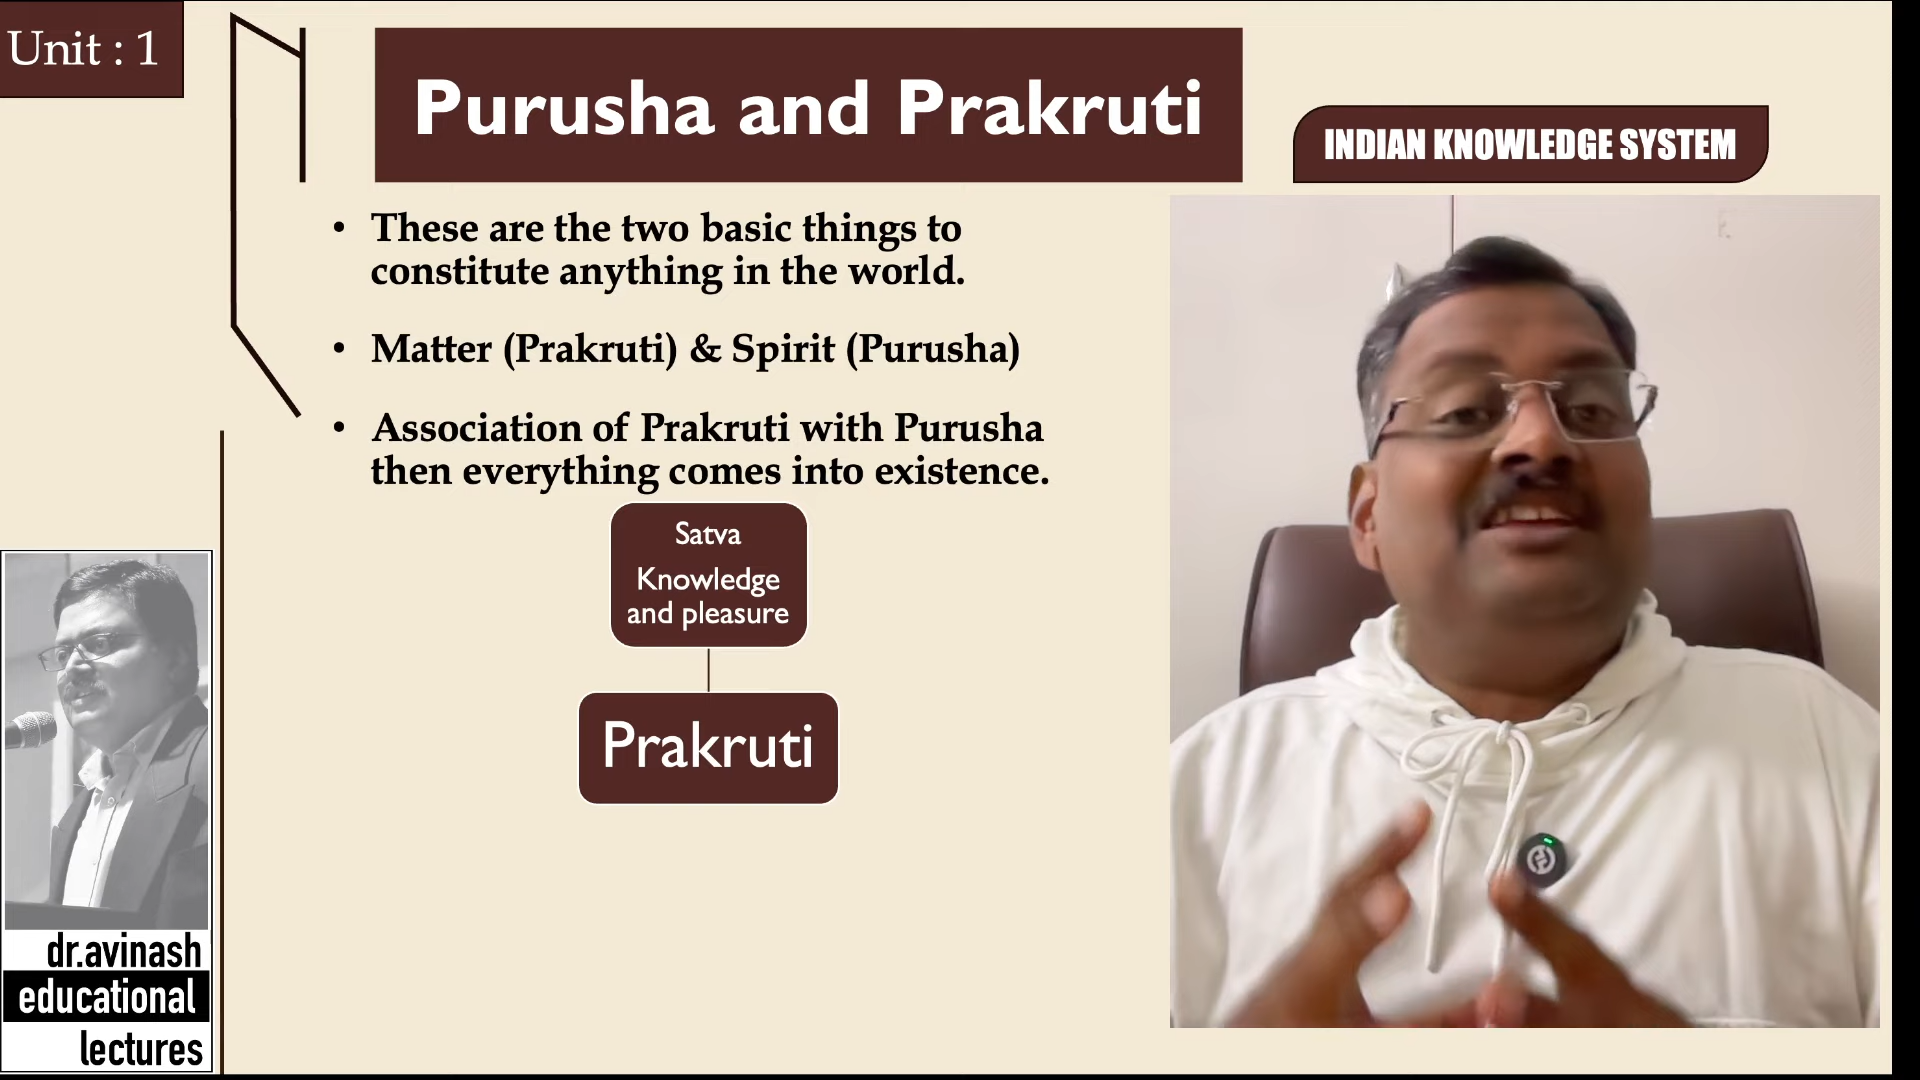 Unit : 1
Purusha and Prakruti
INDIAN KNOWLEDGE SYSTEM
• These are the two basic things to
constitute anything in the world.
• Matter (Prakruti) & Spirit (Purusha)
• Association of Prakruti with Purusha
then everything comes into existence.
Satva
Knowledge
and pleasure
Prakruti
dr.avinash
educational
lectures